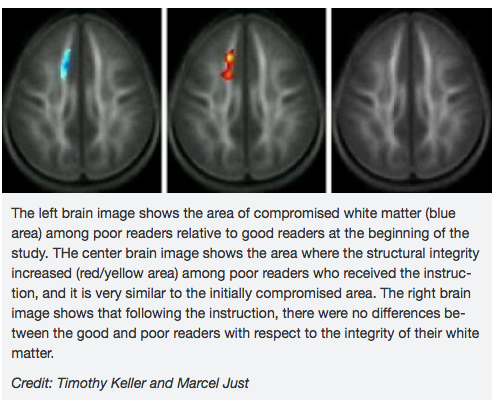 The left brain image shows the area of compromised white matter (blue
area) among poor readers relative to good readers at the beginning of the
study. THe center brain image shows the area where the structural integrity
increased (red/yellow area) among poor readers who received the instruc-
tion, and it is very similar to the initially compromised area. The right brain
image shows that following the instruction, there were no differences be-
tween the good and poor readers with respect to the integrity of their white
matter.
Credit: Timothy Keller and Marcel Just